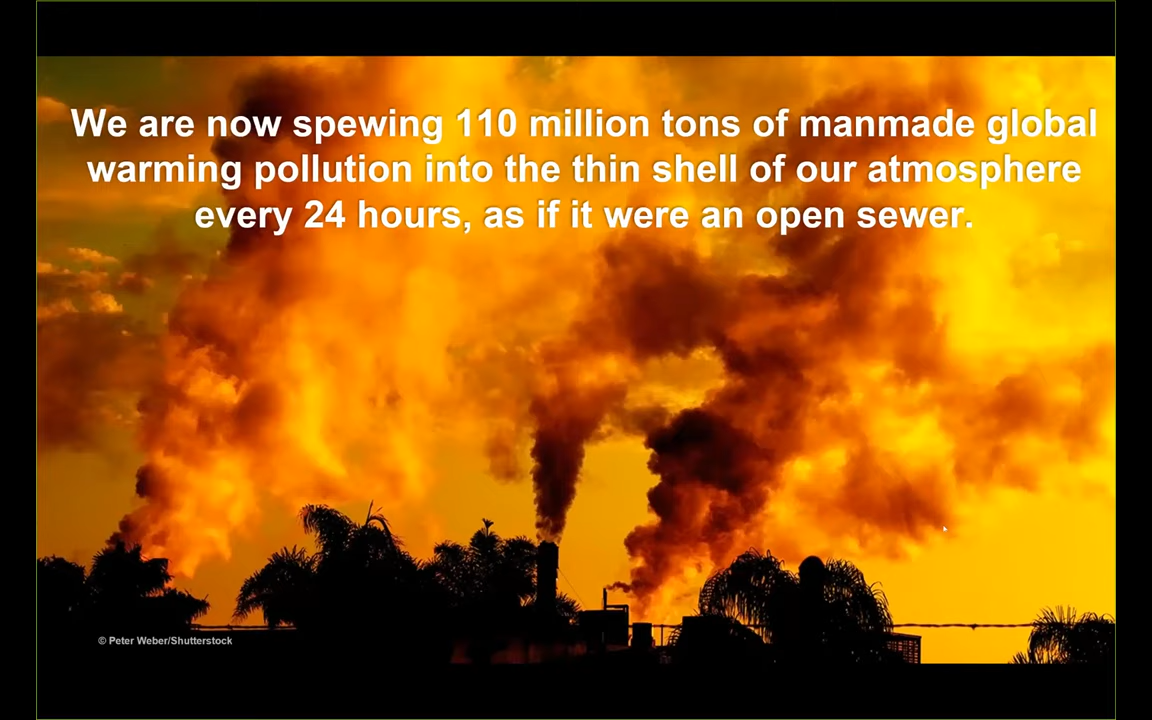 We are now spewing 110 million tons of manmade global
warming pollution into the thin shell of our atmosphere
every 24 hours, as if it were an open sewer.
© Peter Weber/Shutterstock